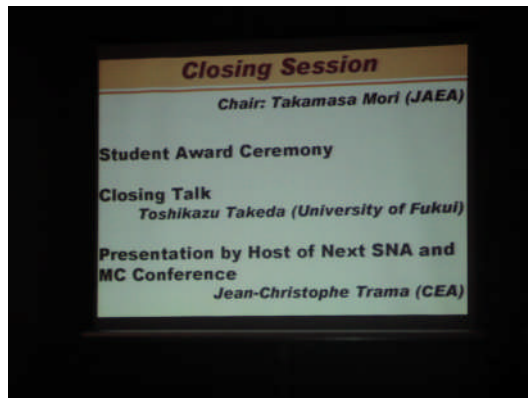 Closing Session
Chair: Takamasa Mori (JAEA)
Student Award Ceremony
Closing Talk
Toshikazu Takeda (University of Fukui)
Presentation by Host of Next SNA and
MC Conference
Jean-Christophe Trama (CEA)